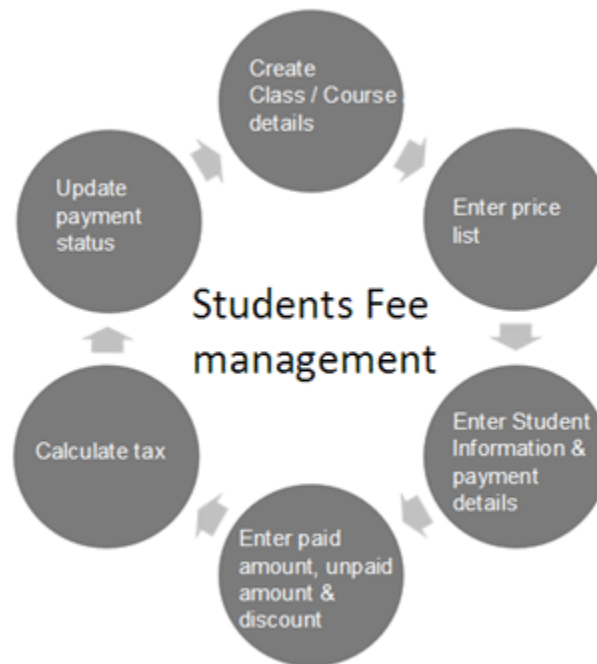 Create
Class / Course
details
Enter price
list
Enter Student
Information &
payment
details
Enter paid
amount, unpaid
amount &
discount
Calculate tax
Update
payment
status
Students Fee
management